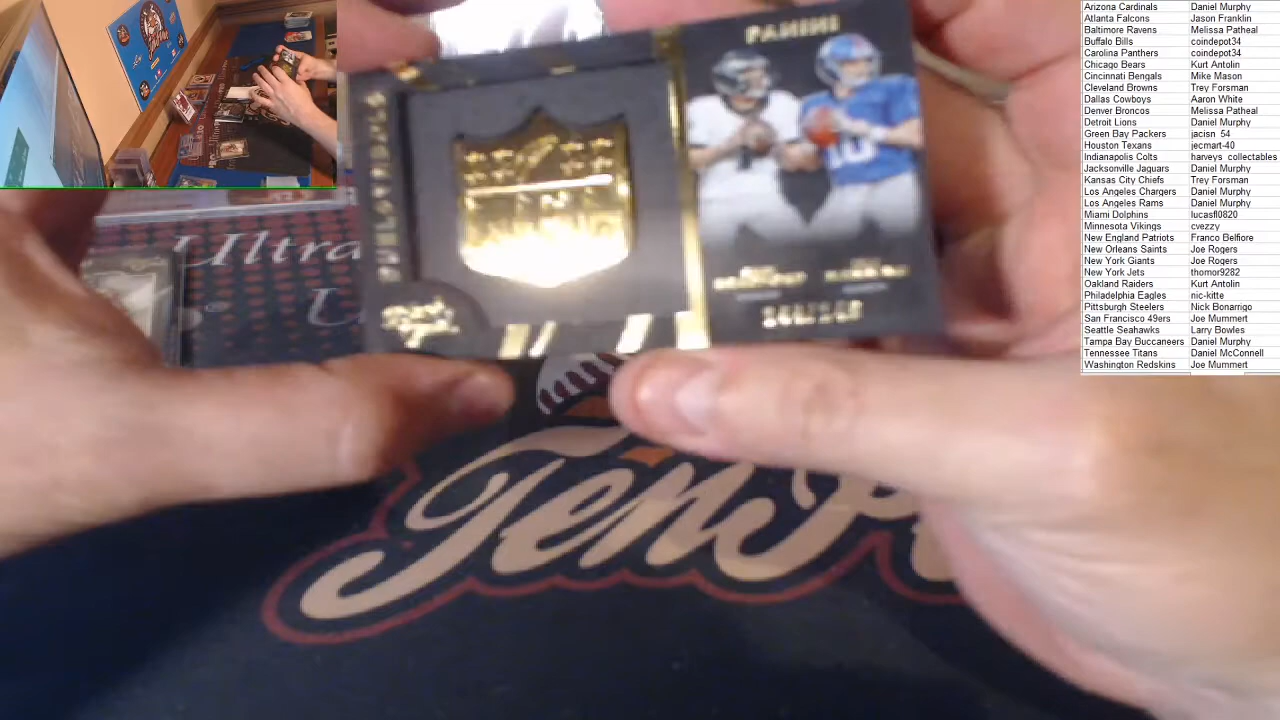 PANINI
Ultra
TenP
Arizona Cardinals Daniel Murphy
Atlanta Falcons Jason Franklin
Baltimore Ravens Melissa Patheal
Buffalo Bills coindepot34
Carolina Panthers coindepot34
Chicago Bears Kurt Antolin
Cincinnati Bengals Mike Mason
Cleveland Browns Trey Forsman
Dallas Cowboys Aaron White
Denver Broncos Melissa Patheal
Detroit Lions Daniel Murphy
Green Bay Packers jacisn_54
Houston Texans jecmart-40
Indianapolis Colts harveys_collectables
Jacksonville Jaguars Daniel Murphy
Kansas City Chiefs Trey Forsman
Los Angeles Chargers Daniel Murphy
Los Angeles Rams Daniel Murphy
Miami Dolphins lucasfl0820
Minnesota Vikings cvezzy
New England Patriots Franco Belfiore
New Orleans Saints Joe Rogers
New York Giants Joe Rogers
New York Jets thomor9282
Oakland Raiders Kurt Antolin
Philadelphia Eagles nic-kitte
Pittsburgh Steelers Nick Bonarrigo
San Francisco 49ers Joe Mummert
Seattle Seahawks Larry Bowles
Tampa Bay Buccaneers Daniel Murphy
Tennessee Titans Daniel McConnell
Washington Redskins Joe Mummert